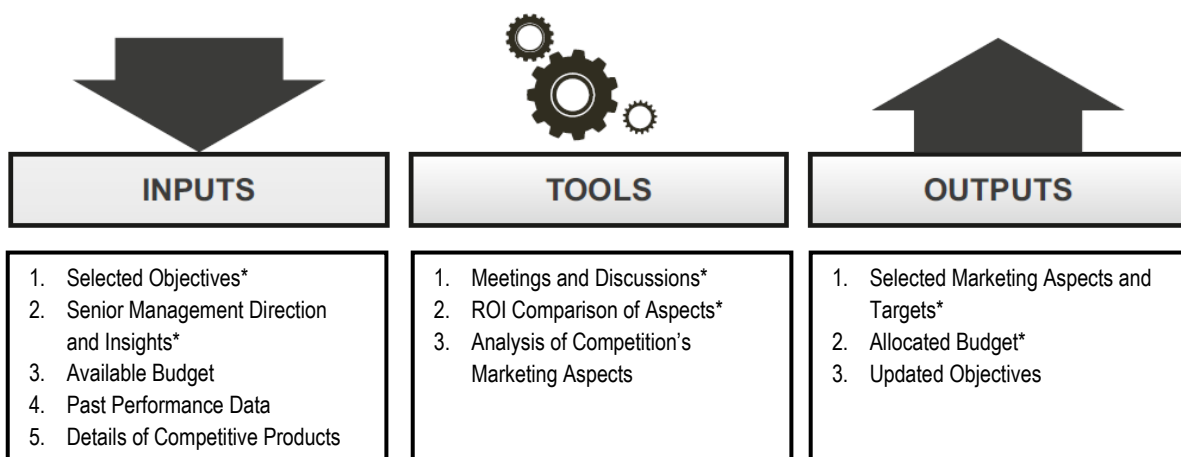 INPUTS
1. Selected Objectives*
2. Senior Management Direction
and Insights*
3. Available Budget
4. Past Performance Data
5. Details of Competitive Products
TOOLS
1. Meetings and Discussions*
2. ROI Comparison of Aspects*
3. Analysis of Competition's
Marketing Aspects
OUTPUTS
1. Selected Marketing Aspects and
Targets*
2. Allocated Budget*
3. Updated Objectives